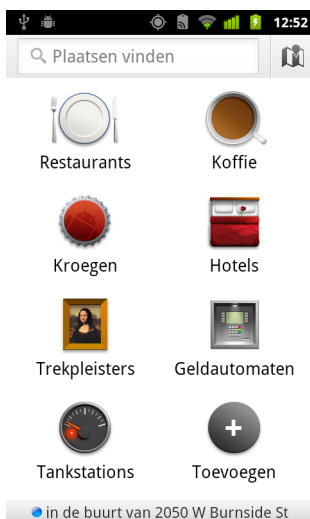 12:52
Plaatsen vinden
Restaurants Koffie
Kroegen Hotels
Trekpleisters Geldautomaten
Tankstations Toevoegen
in de buurt van 2050 W Burnside St